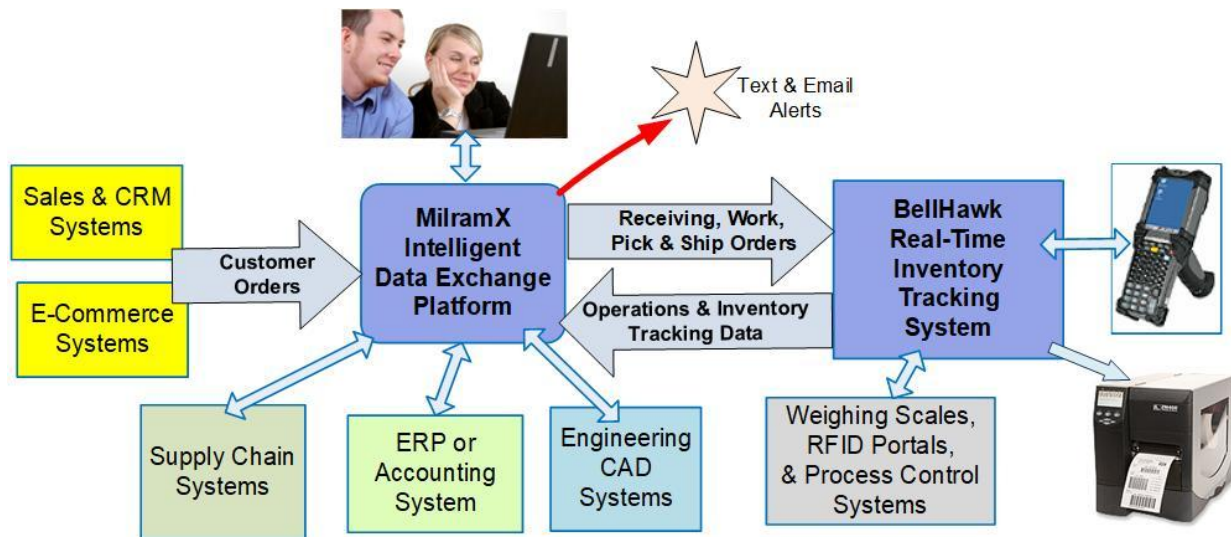 Text & Email
Alerts
Sales & CRM
Systems
E-Commerce
Systems
Customer
Orders
MilramX
Intelligent
Data Exchange
Platform
Receiving, Work,
Pick & Ship Orders
Operations & Inventory
Tracking Data
BellHawk
Real-Time
Inventory
Tracking
System
Supply Chain
Systems
ERP or
Accounting
System
Engineering
CAD
Systems
Weighing Scales,
RFID Portals,
& Process Control
Systems